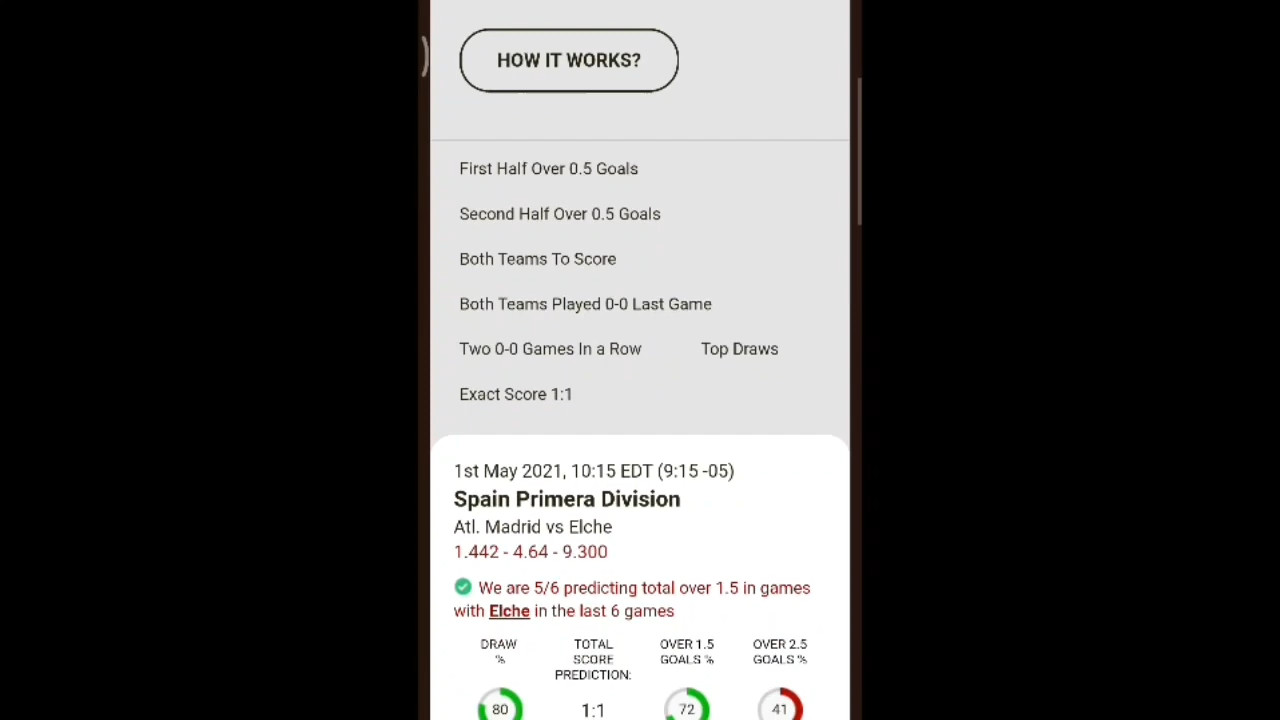 HOW IT WORKS?
First Half Over 0.5 Goals
Second Half Over 0.5 Goals
Both Teams To Score
Both Teams Played 0-0 Last Game
Two 0-0 Games In a Row Top Draws
Exact Score 1:1
1st May 2021, 10:15 EDT (9:15 -05)
Spain Primera Division
Atl. Madrid vs Elche
1.442 - 4.64 - 9.300
We are 5/6 predicting total over 1.5 in games
with Elche in the last 6 games
DRAW TOTAL OVER 1.5 OVER 2.5
% SCORE GOALS % GOALS %
PREDICTION:
80 1:1 72 41